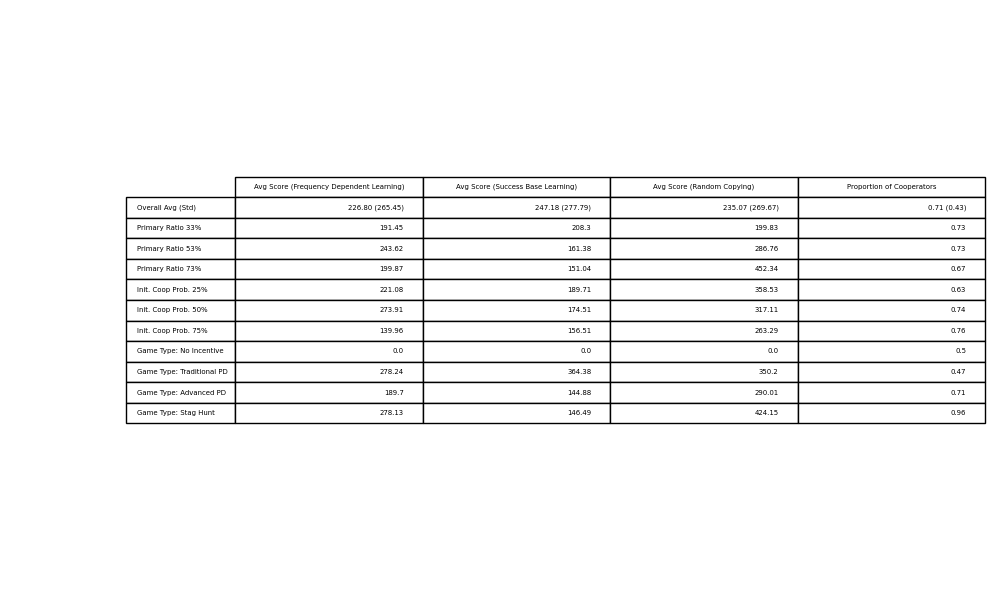 Avg Score (Frequency Dependent Learning) Avg Score (Success Base Learning) Avg Score (Random Copying) Proportion of Cooperators
Overall Avg (Std) 226.80 (265.45) 247.18 (277.79) 235.07 (269.67) 0.71 (0.43)
Primary Ratio 33% 191.45 208.3 199.83 0.73
Primary Ratio 53% 243.62 161.38 286.76 0.73
Primary Ratio 73% 199.87 151.04 452.34 0.67
Init. Coop Prob. 25% 221.08 189.71 358.53 0.63
Init. Coop Prob. 50% 273.91 174.51 317.11 0.74
Init. Coop Prob. 75% 139.96 156.51 263.29 0.76
Game Type: No Incentive 0.0 0.0 0.0 0.5
Game Type: Traditional PD 278.24 364.38 350.2 0.47
Game Type: Advanced PD 189.7 144.88 290.01 0.71
Game Type: Stag Hunt 278.13 146.49 424.15 0.96